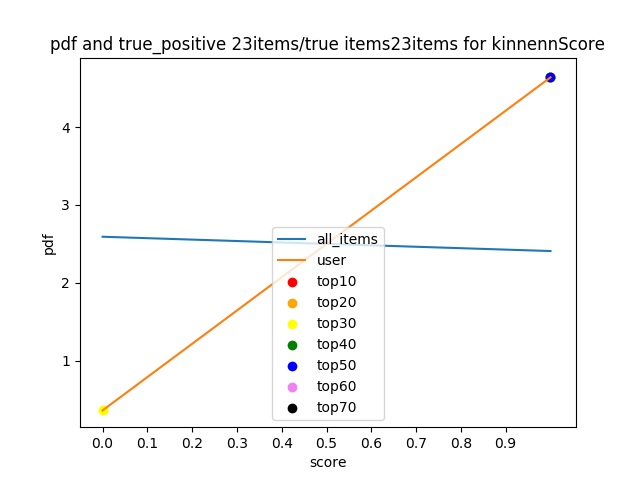 pdf and true_positive 23items/true items23items for kinnennScore
pdf
4
3
2
1
all_items
user
top10
top20
top30
top40
top50
top60
top70
0.0 0.1 0.2 0.3 0.4 0.5 0.6 0.7 0.8 0.9
score